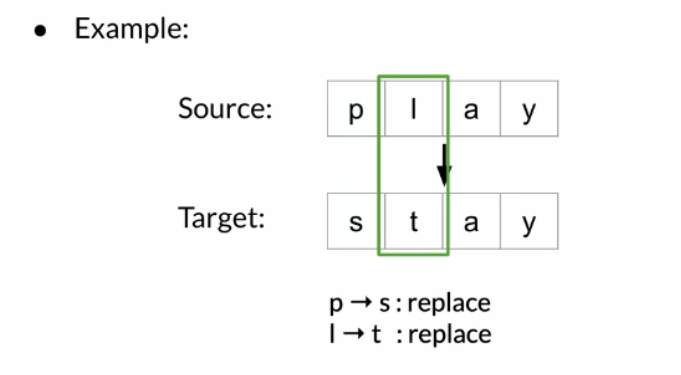 • Example:
Source: p l a y
Target: s t a y
p → s : replace
l → t : replace